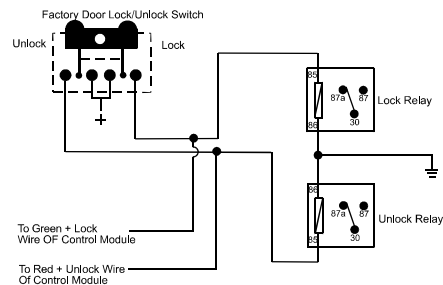 Factory Door Lock/Unlock Switch
Unlock
Lock
+
85
87a 87
30
86
Lock Relay
86
87a 87
30
85
Unlock Relay
To Green + Lock
Wire OF Control Module
To Red + Unlock Wire
Of Control Module